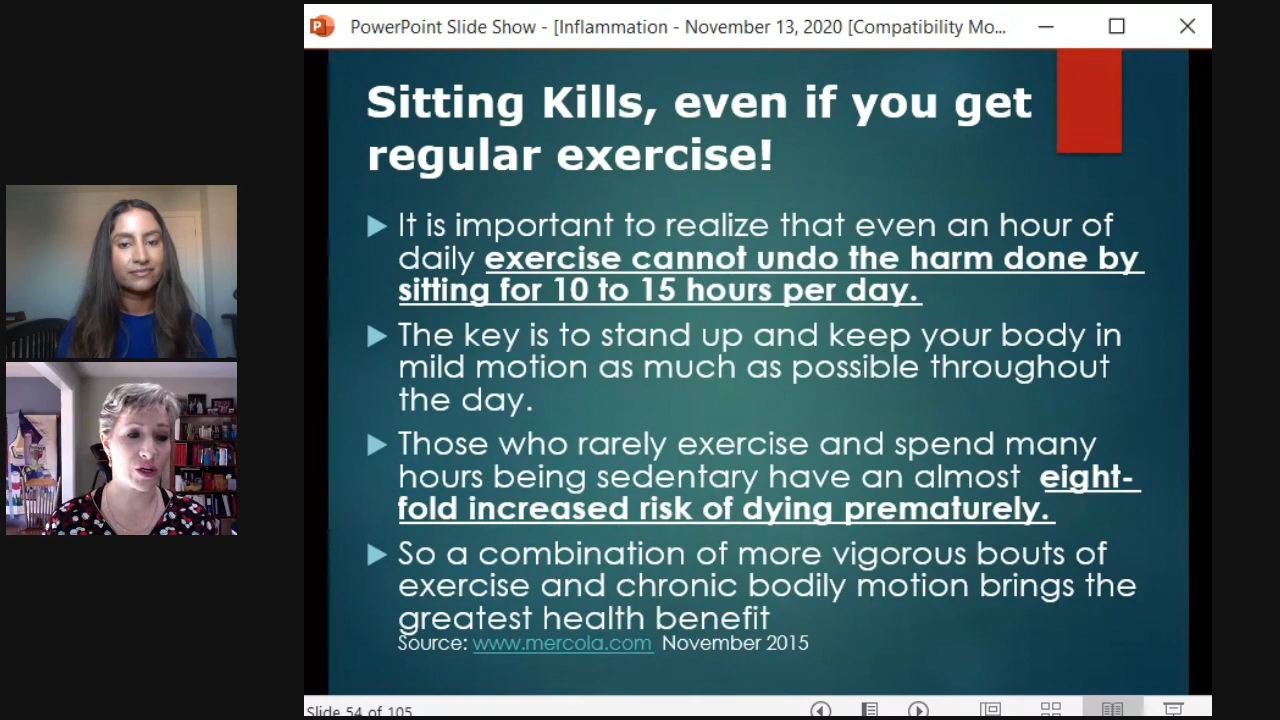 PowerPoint Slide Show - [Inflammation - November 13, 2020 [Compatibility Mo...
Sitting Kills, even if you get
regular exercise!
It is important to realize that even an hour of
daily exercise cannot undo the harm done by
sitting for 10 to 15 hours per day.
The key is to stand up and keep your body in
mild motion as much as possible throughout
the day.
Those who rarely exercise and spend many
hours being sedentary have an almost eight-
fold increased risk of dying prematurely.
So a combination of more vigorous bouts of
exercise and chronic bodily motion brings the
greatest health benefit
Source: www.mercola.com November 2015
Slide 54 of 105